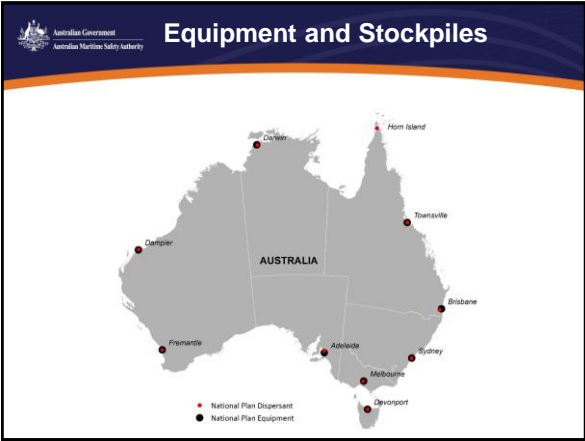 Australian Government
Australian Maritime Safety Authority
Equipment and Stockpiles
Horn Island
Darwin
Townsville
Dampier
AUSTRALIA
Brisbane
Fremantle
Adelaide
Sydney
Melbourne
Devonport
National Plan Dispersant
National Plan Equipment